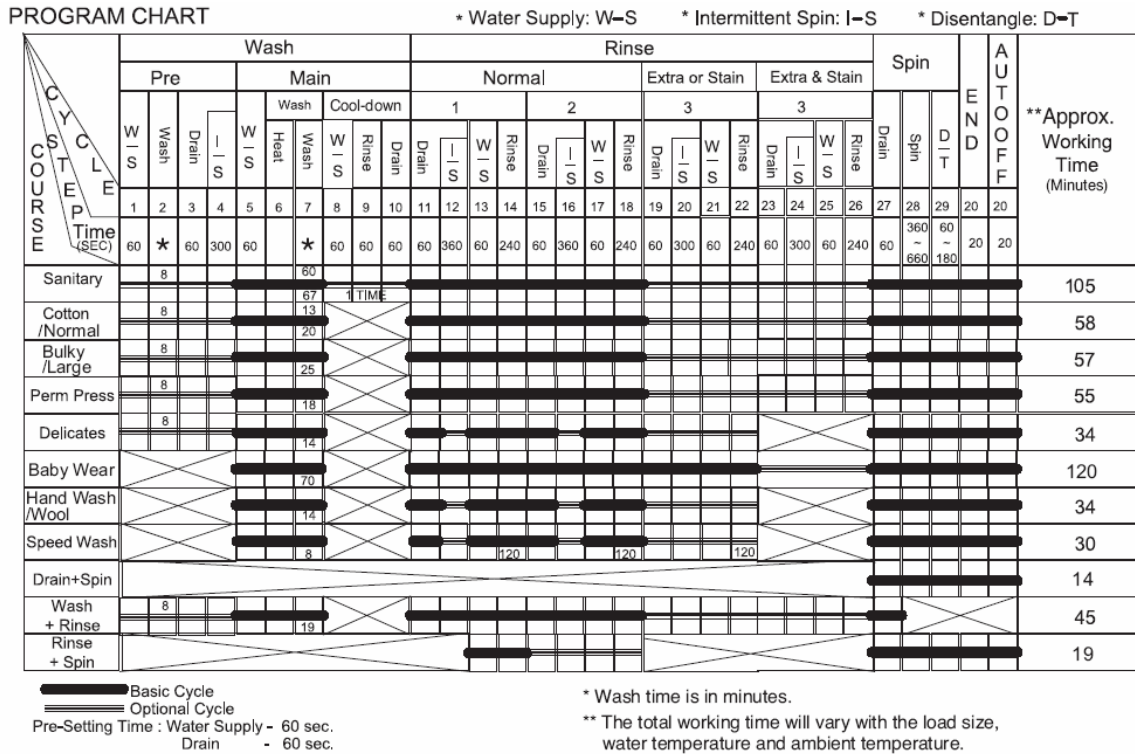 PROGRAM CHART
* Water Supply: W–S * Intermittent Spin: I–S * Disentangle: D–T
CYCLE
STEP
COURSE
Time
(SEC)
Wash
Rinse
Spin
END
AUTO OFF
**Approx.
Working
Time
(Minutes)
Pre
Main
Normal
Extra or Stain
Extra & Stain
Wash
Cool-down
1
2
3
3
W–S Wash Drain I–S W–S Heat Wash W–S Rinse Drain Drain I–S W–S Rinse Drain I–S W–S Rinse Drain I–S W–S Rinse Drain I–S W–S Rinse Drain Spin D–T
1 2 3 4 5 6 7 8 9 10 11 12 13 14 15 16 17 18 19 20 21 22 23 24 25 26 27 28 29 20 20
60 * 60 300 60 * 60 60 60 60 360 60 240 60 360 60 240 60 300 60 240 60 300 60 240 60 360 ~ 660 60 ~ 180 20 20
Sanitary 8 60 67 1 TIME 105
Cotton
/Normal 8 13 20 58
Bulky
/Large 8 25 57
Perm Press 8 18 55
Delicates 8 14 34
Baby Wear 70 120
Hand Wash
/Wool 14 34
Speed Wash 8 120 120 120 30
Drain+Spin 14
Wash
+ Rinse 8 19 45
Rinse
+ Spin 19
Basic Cycle
Optional Cycle
Pre-Setting Time : Water Supply - 60 sec.
Drain - 60 sec.
* Wash time is in minutes.
** The total working time will vary with the load size,
water temperature and ambient temperature.